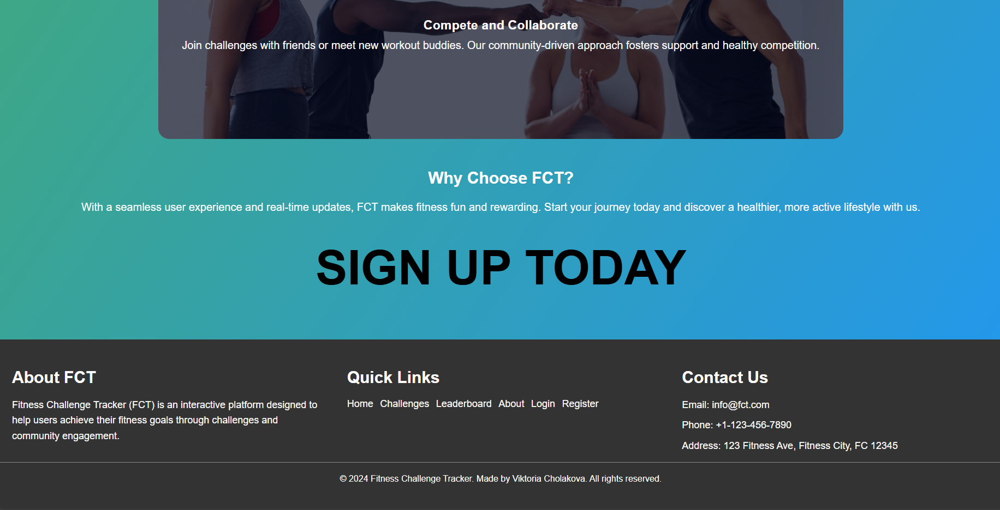 Compete and Collaborate
Join challenges with friends or meet new workout buddies. Our community-driven approach fosters support and healthy competition.
Why Choose FCT?
With a seamless user experience and real-time updates, FCT makes fitness fun and rewarding. Start your journey today and discover a healthier, more active lifestyle with us.
SIGN UP TODAY
About FCT
Fitness Challenge Tracker (FCT) is an interactive platform designed to
help users achieve their fitness goals through challenges and
community engagement.
Quick Links
Home Challenges Leaderboard About Login Register
Contact Us
Email: info@fct.com
Phone: +1-123-456-7890
Address: 123 Fitness Ave, Fitness City, FC 12345
© 2024 Fitness Challenge Tracker. Made by Viktoria Cholakova. All rights reserved.